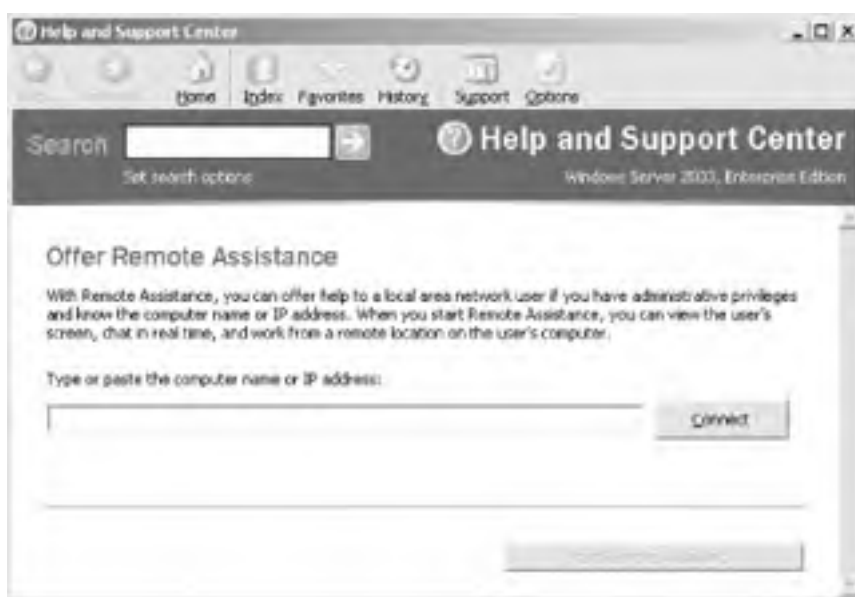 Help and Support Center
Home Index Favorites History Support Options
Search
Help and Support Center
Set search options
Windows Server 2003, Enterprise Edition
Offer Remote Assistance
With Remote Assistance, you can offer help to a local area network user if you have administrative privileges
and know the computer name or IP address. When you start Remote Assistance, you can view the user's
screen, chat in real time, and work from a remote location on the user's computer.
Type or paste the computer name or IP address:
Connect